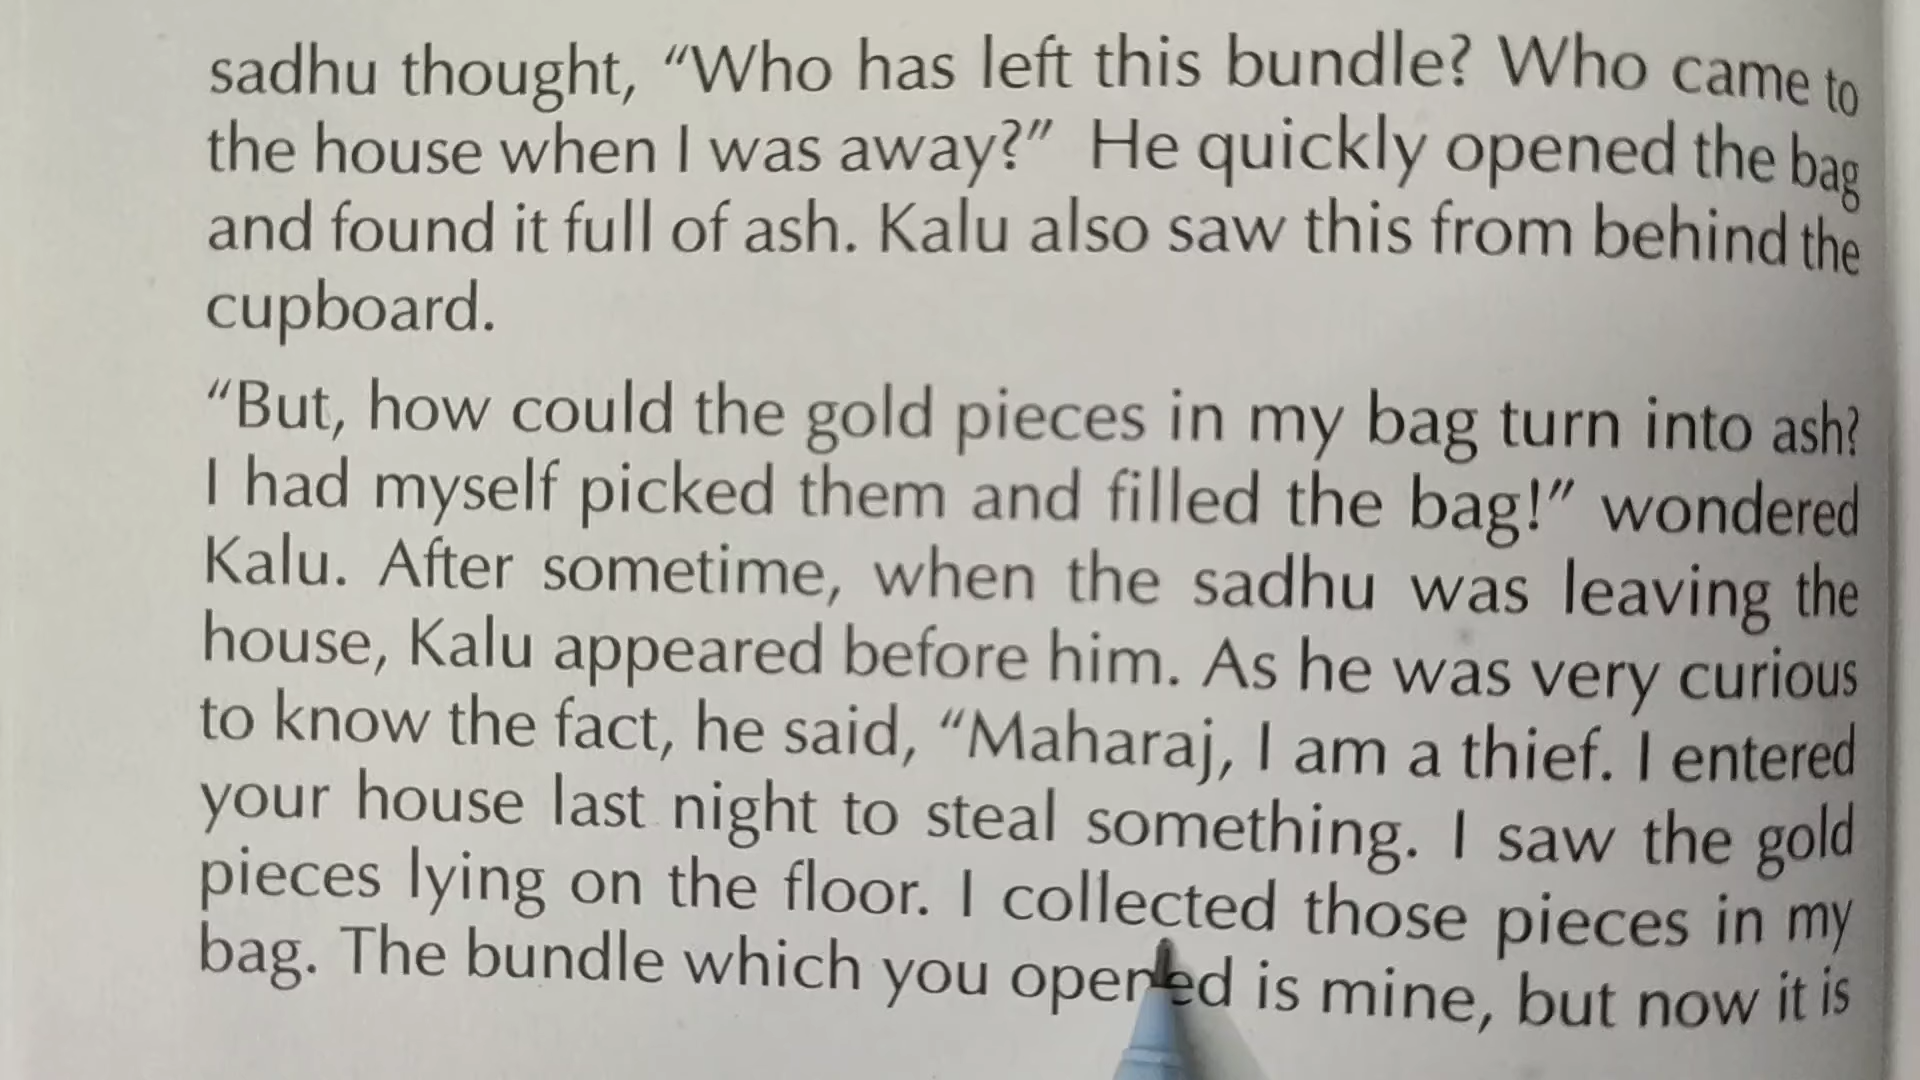 sadhu thought, “Who has left this bundle? Who came to
the house when I was away?” He quickly opened the bag
and found it full of ash. Kalu also saw this from behind the
cupboard.
“But, how could the gold pieces in my bag turn into ash?
I had myself picked them and filled the bag!” wondered
Kalu. After sometime, when the sadhu was leaving the
house, Kalu appeared before him. As he was very curious
to know the fact, he said, “Maharaj, I am a thief. I entered
your house last night to steal something. I saw the gold
pieces lying on the floor. I collected those pieces in my
bag. The bundle which you opened is mine, but now it is